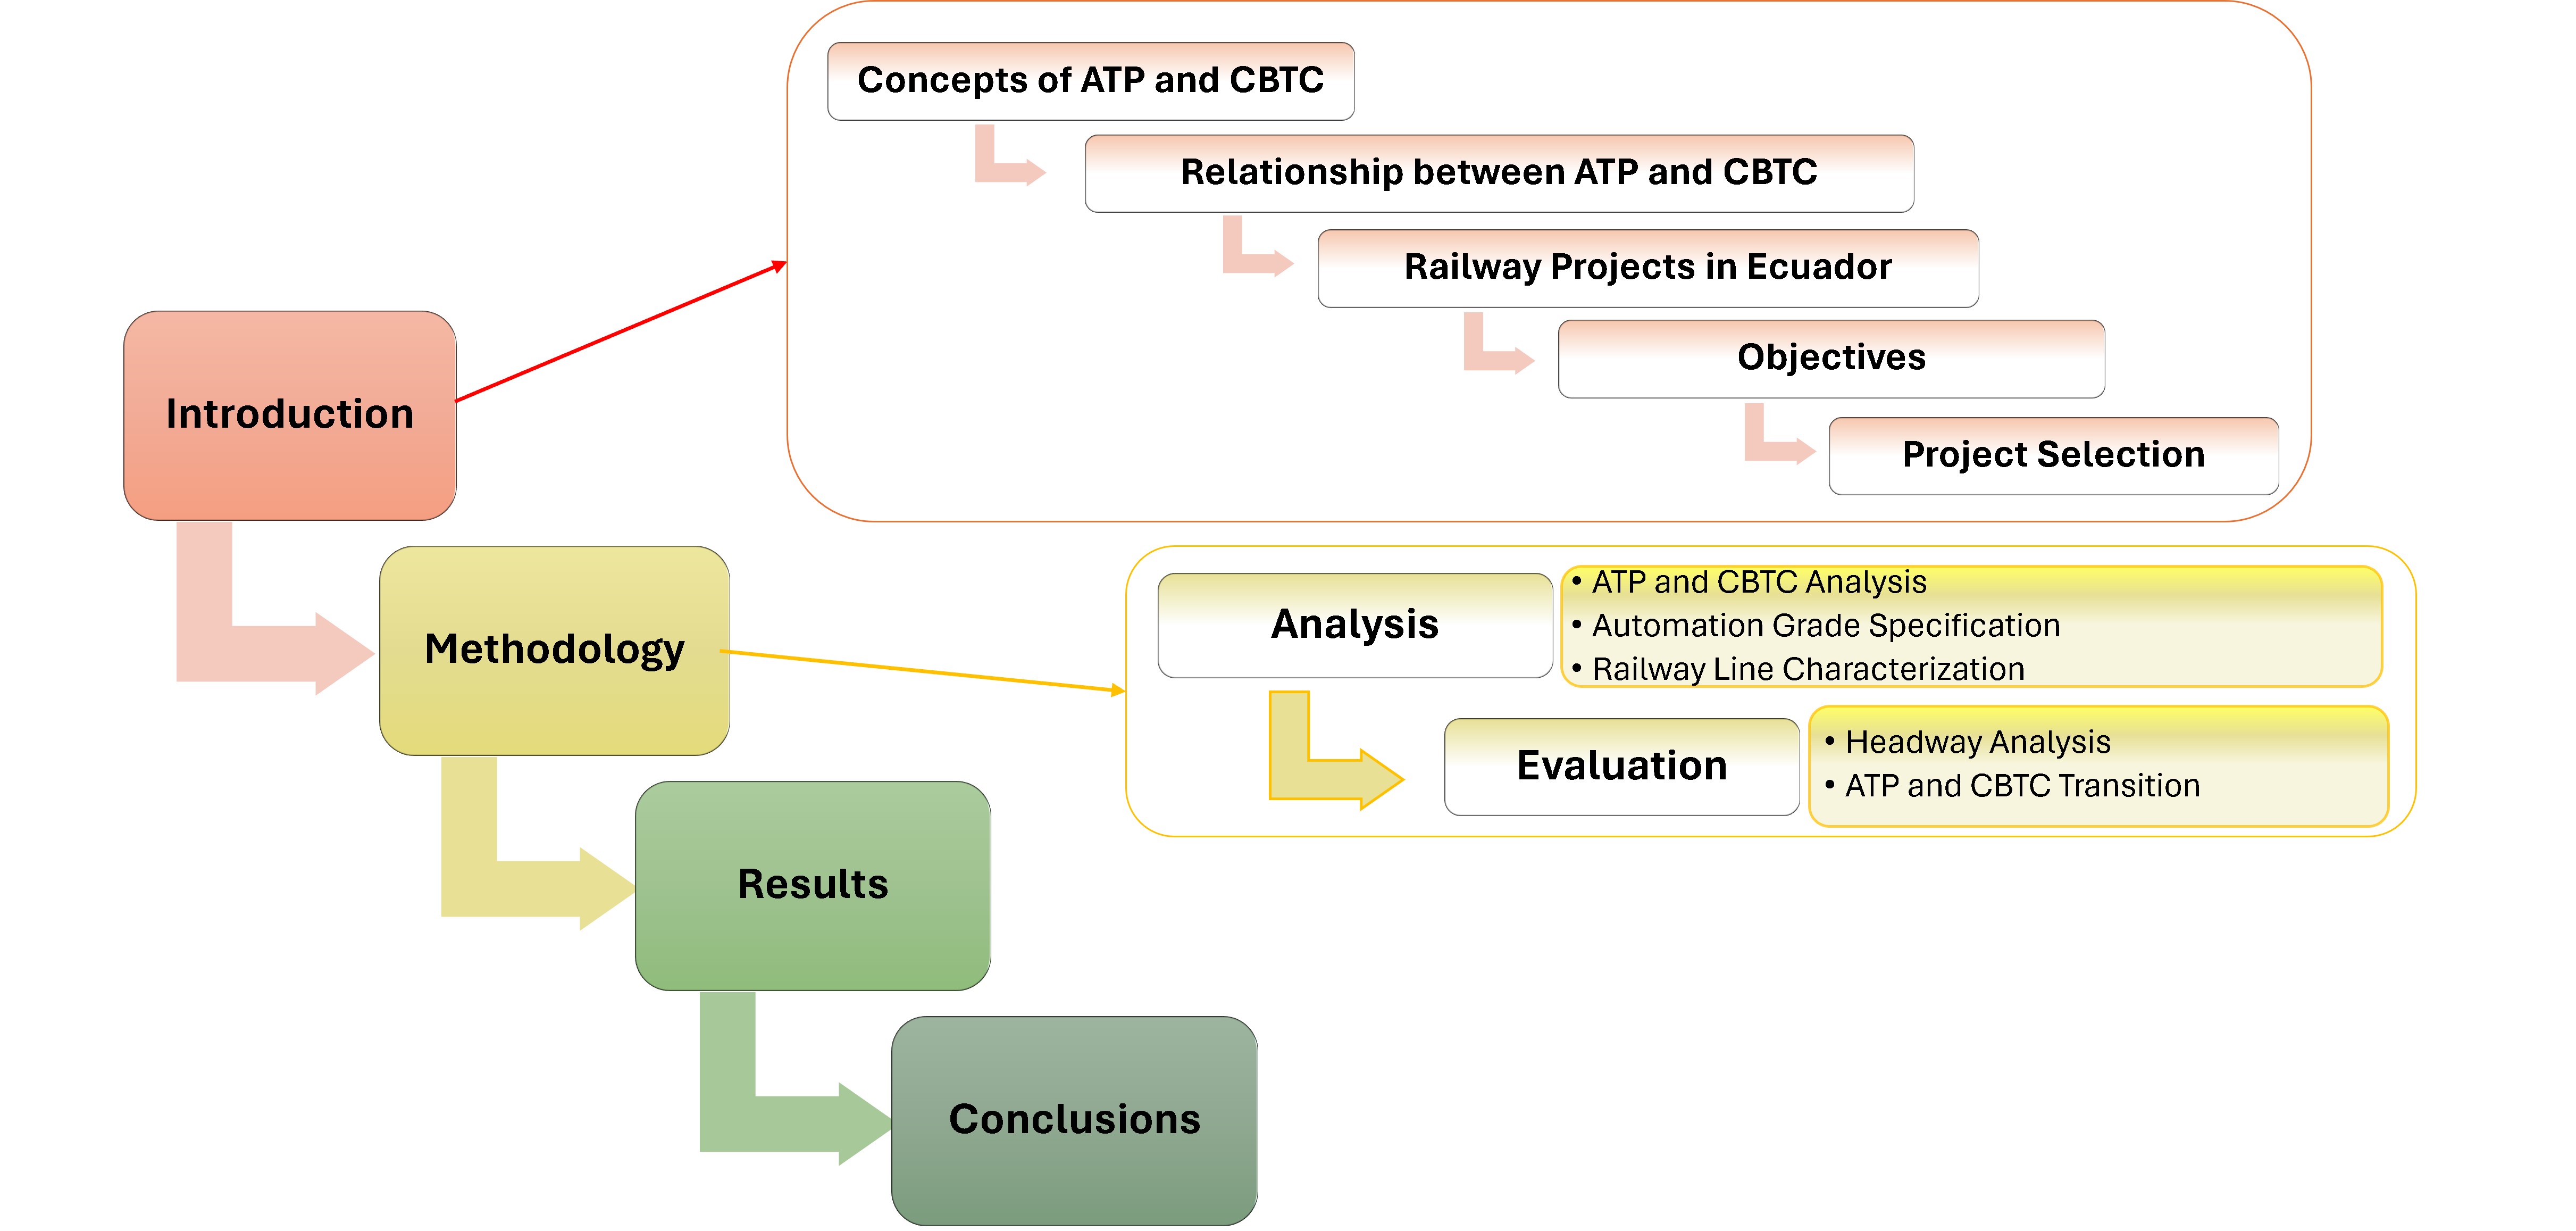 Concepts of ATP and CBTC
Relationship between ATP and CBTC
Railway Projects in Ecuador
Objectives
Project Selection
Introduction
Methodology
Analysis
• ATP and CBTC Analysis
• Automation Grade Specification
• Railway Line Characterization
Evaluation
• Headway Analysis
• ATP and CBTC Transition
Results
Conclusions